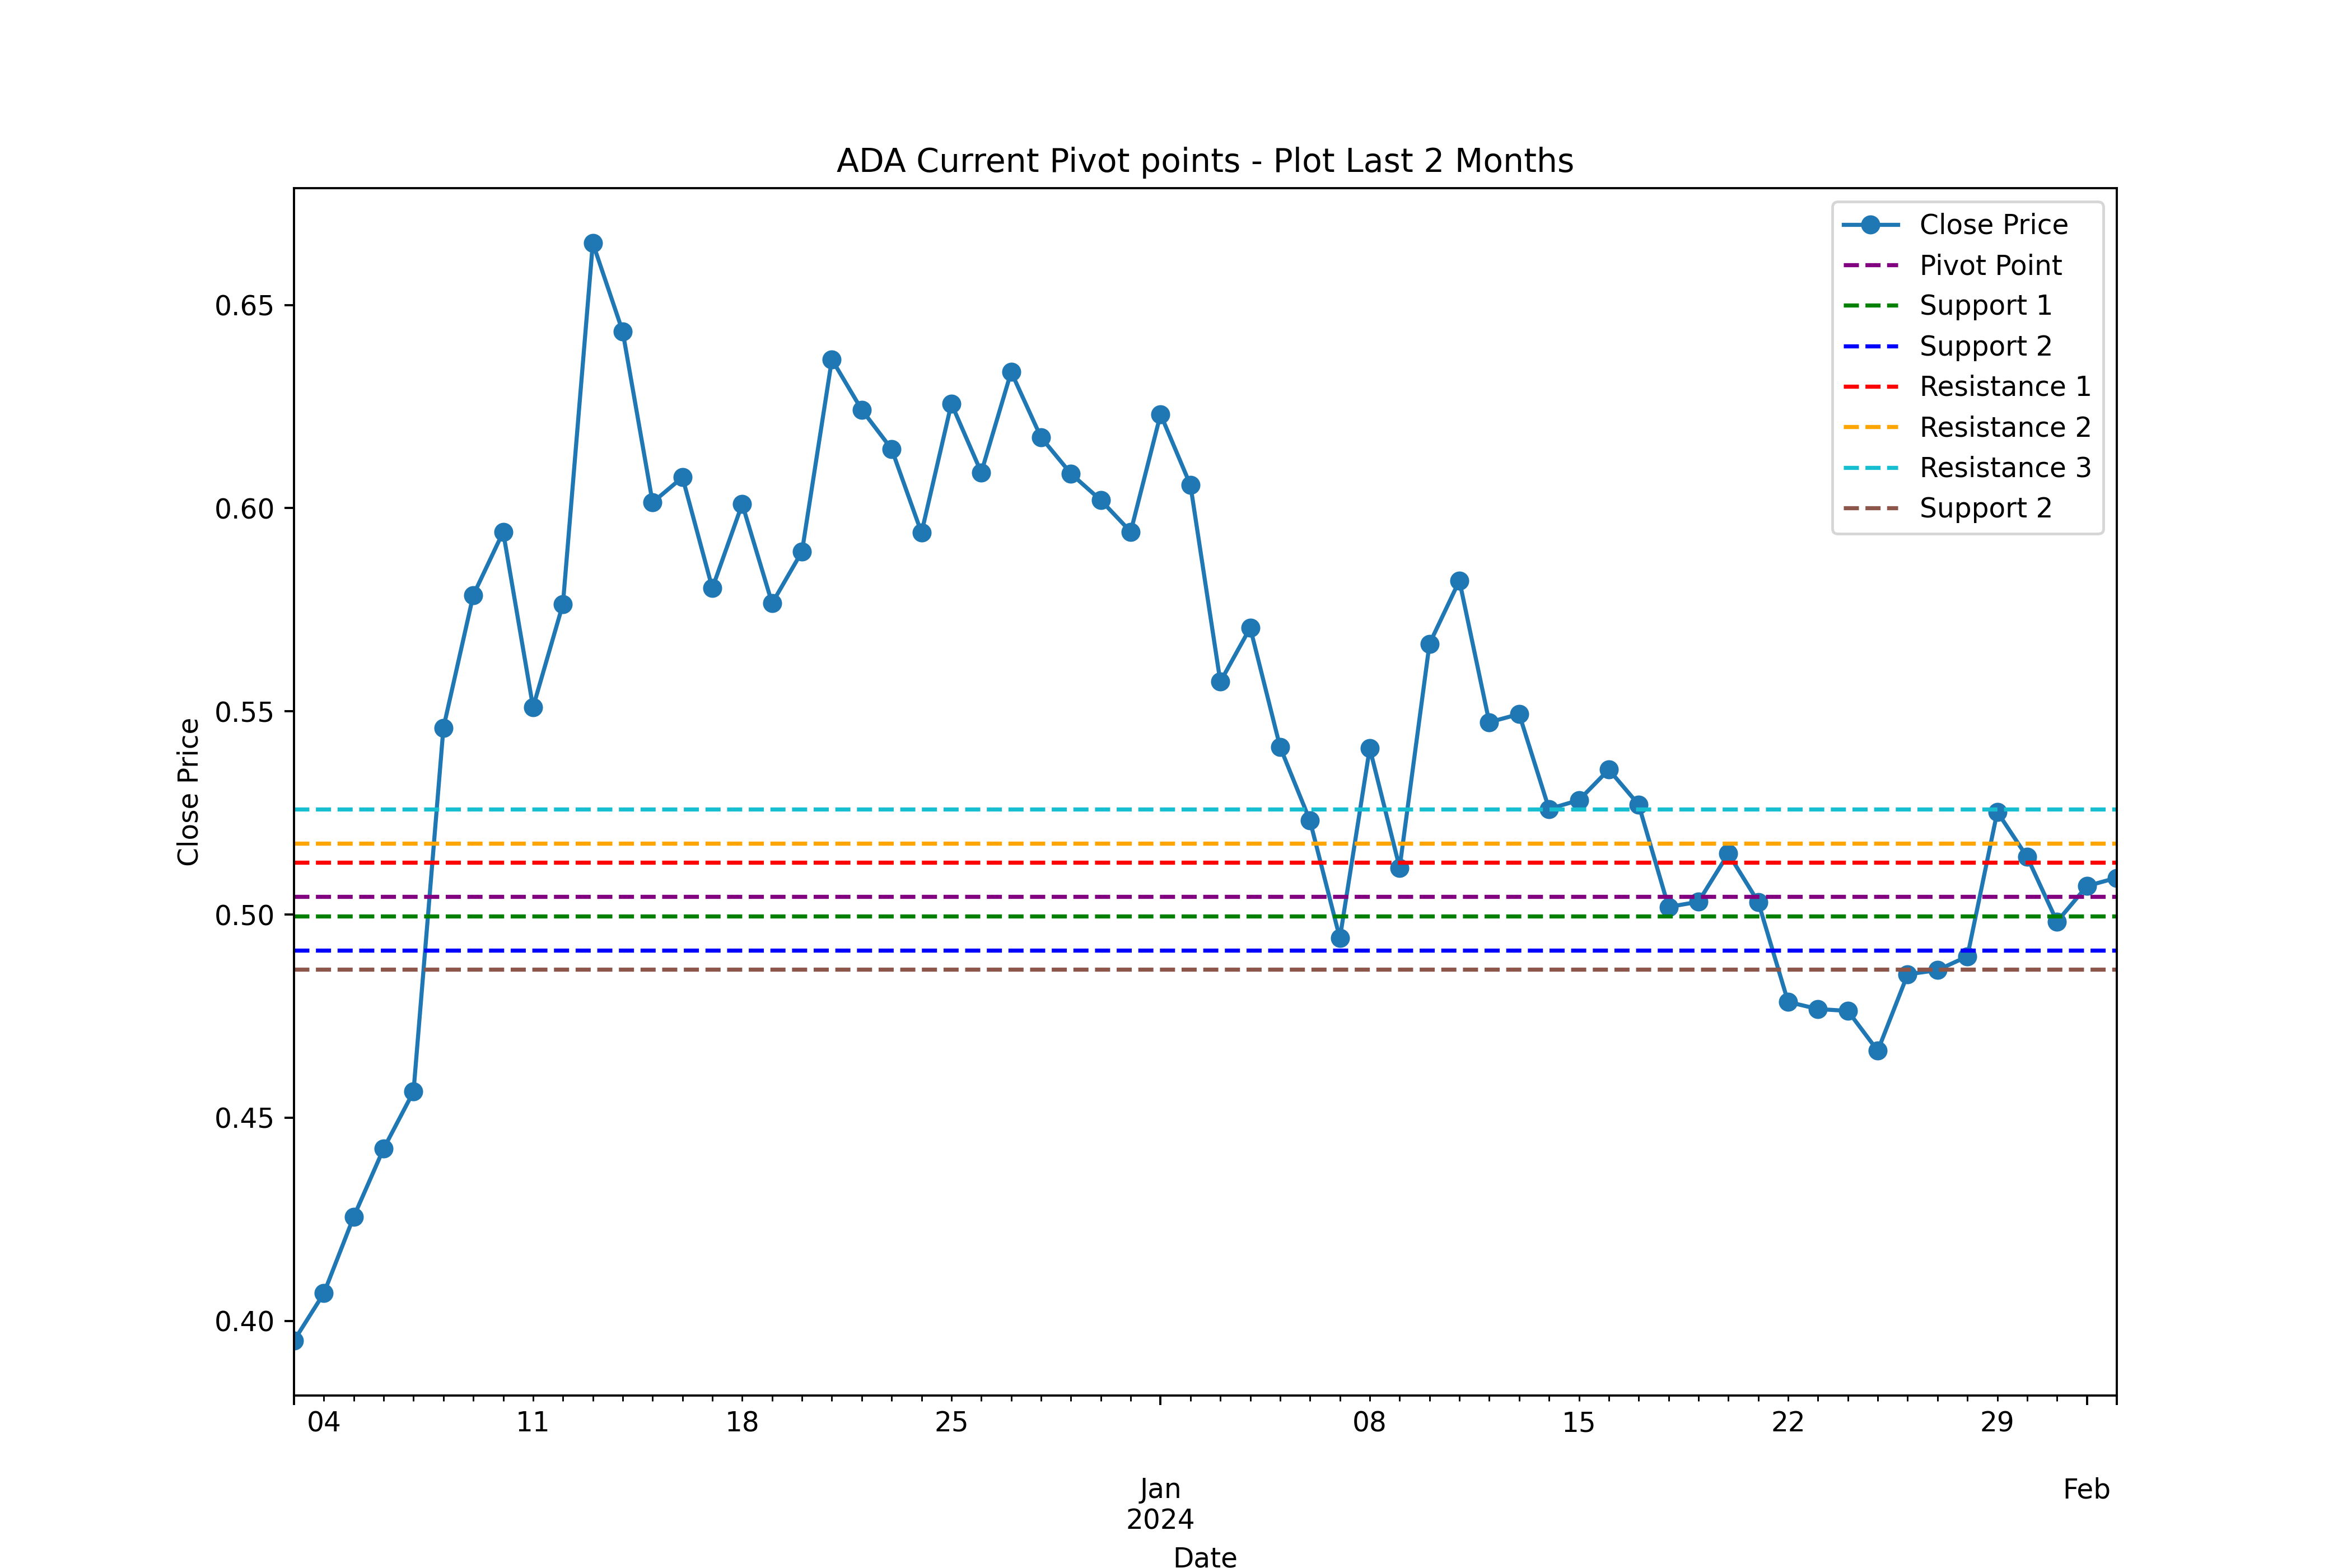 ADA Current Pivot points - Plot Last 2 Months
Close Price
Pivot Point
Support 1
Support 2
Resistance 1
Resistance 2
Resistance 3
Support 2
0.65
0.60
0.55
0.50
0.45
0.40
Close Price
04 11 18 25 08 15 22 29
Jan Feb
2024
Date